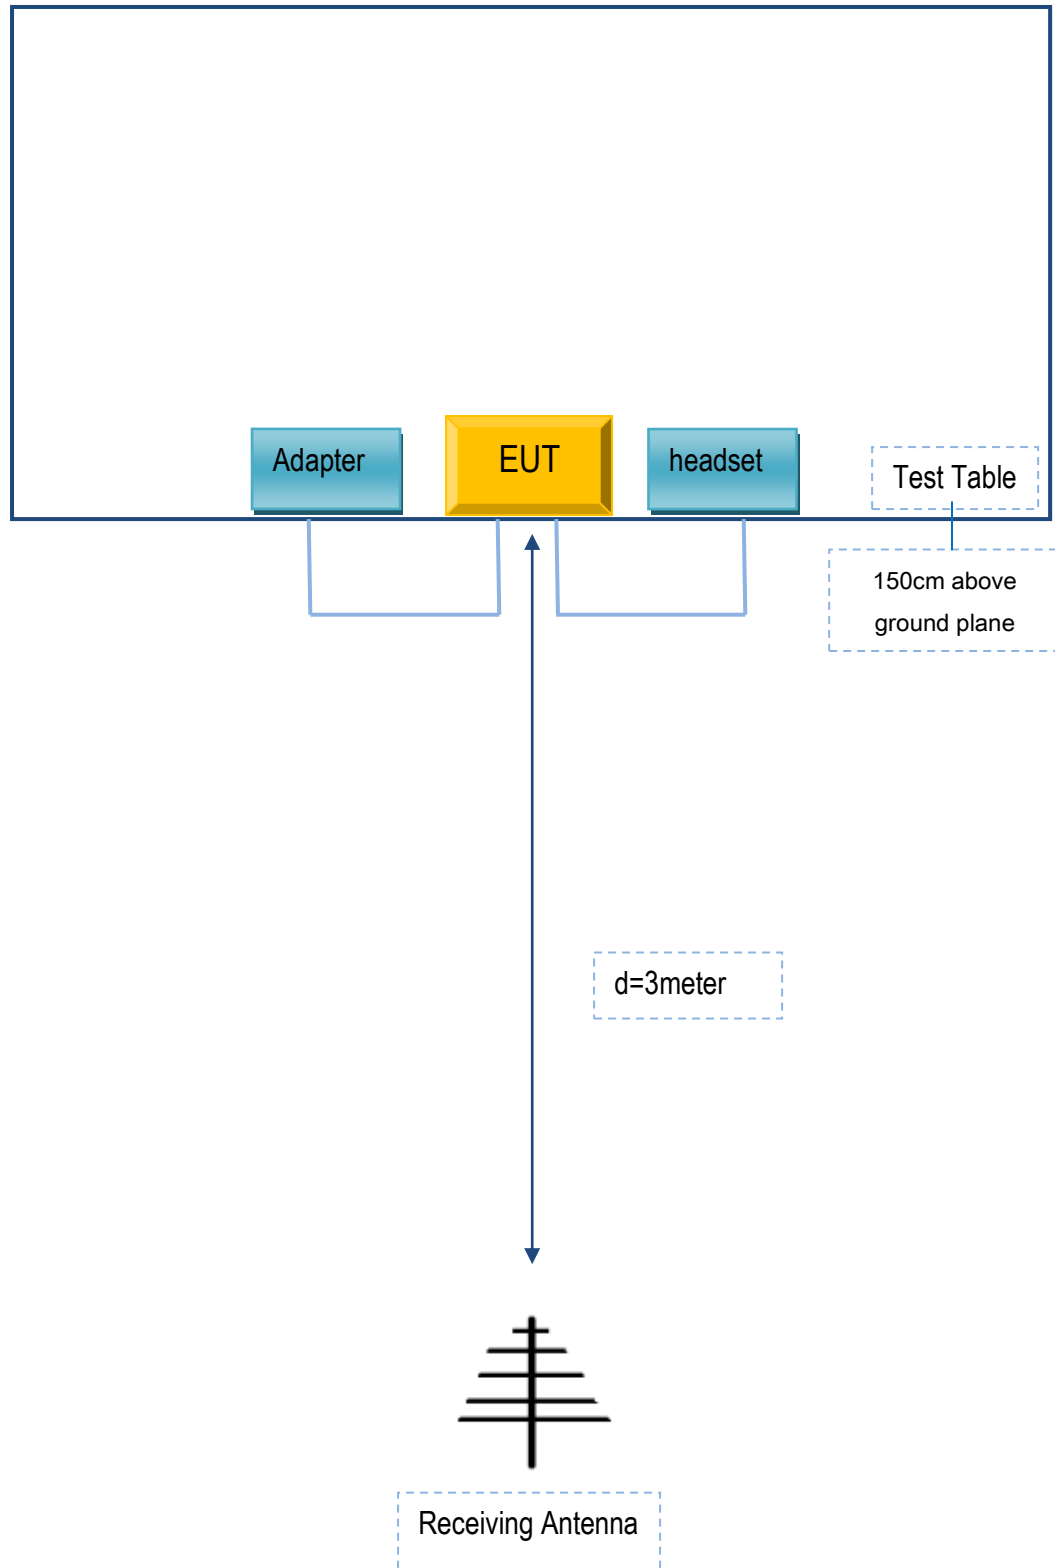 Adapter
EUT
headset
Test Table
150cm above
ground plane
d=3meter
Receiving Antenna